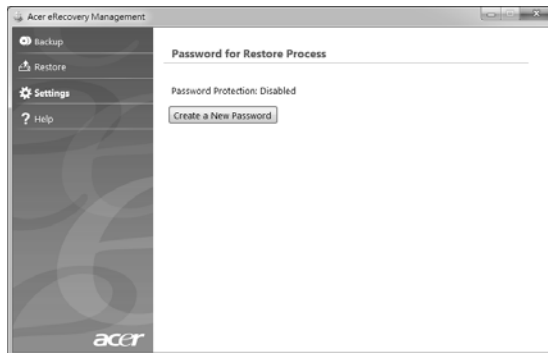 Acer eRecovery Management
Backup
Restore
Settings
Help
Password for Restore Process
Password Protection: Disabled
Create a New Password
acer